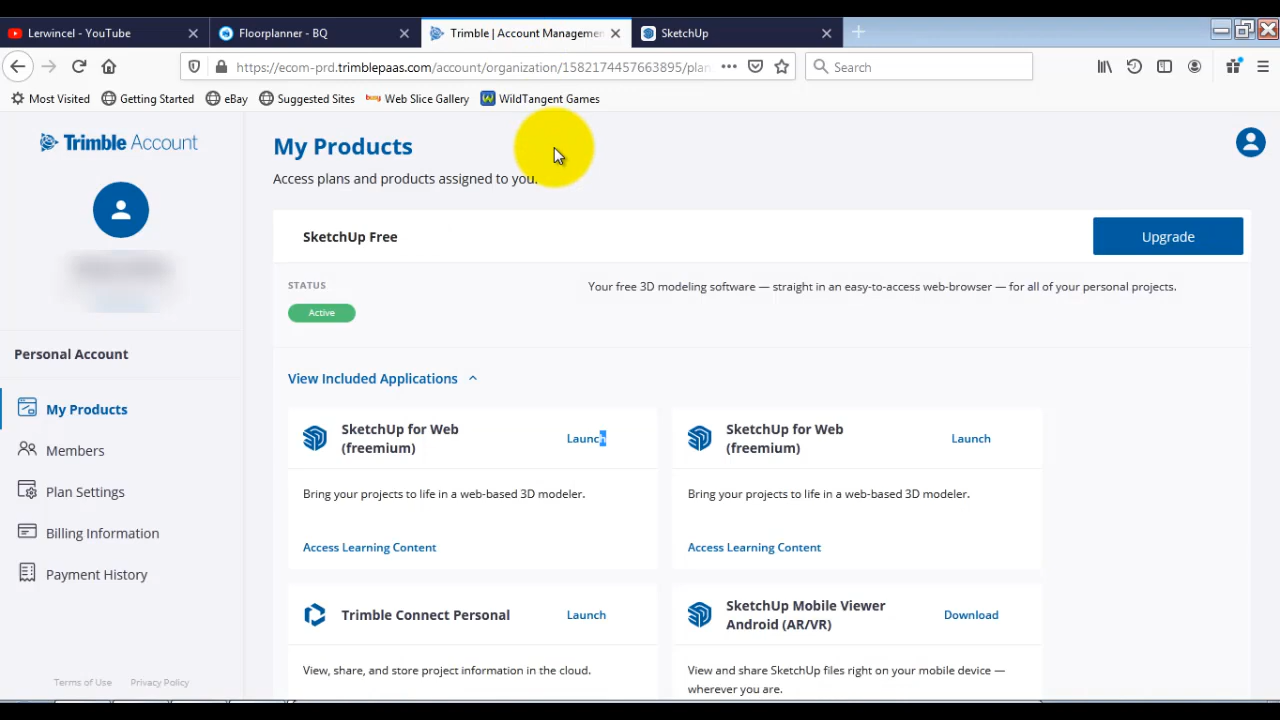 Lerwincel - YouTube
Floorplanner - BQ
Trimble | Account Managemen
SketchUp
https://ecom-prd.trimblepaas.com/account/organization/1582174457663895/plan
Search
Most Visited
Getting Started
eBay
Suggested Sites
Web Slice Gallery
WildTangent Games
Trimble Account
My Products
Access plans and products assigned to you.
SketchUp Free
Upgrade
STATUS
Your free 3D modeling software — straight in an easy-to-access web-browser — for all of your personal projects.
Active
Personal Account
My Products
Members
Plan Settings
Billing Information
Payment History
View Included Applications
SketchUp for Web
(freemium)
Launch
Bring your projects to life in a web-based 3D modeler.
Access Learning Content
SketchUp for Web
(freemium)
Launch
Bring your projects to life in a web-based 3D modeler.
Access Learning Content
Trimble Connect Personal
Launch
View, share, and store project information in the cloud.
SketchUp Mobile Viewer
Android (AR/VR)
Download
View and share SketchUp files right on your mobile device —
wherever you are.
Terms of Use
Privacy Policy